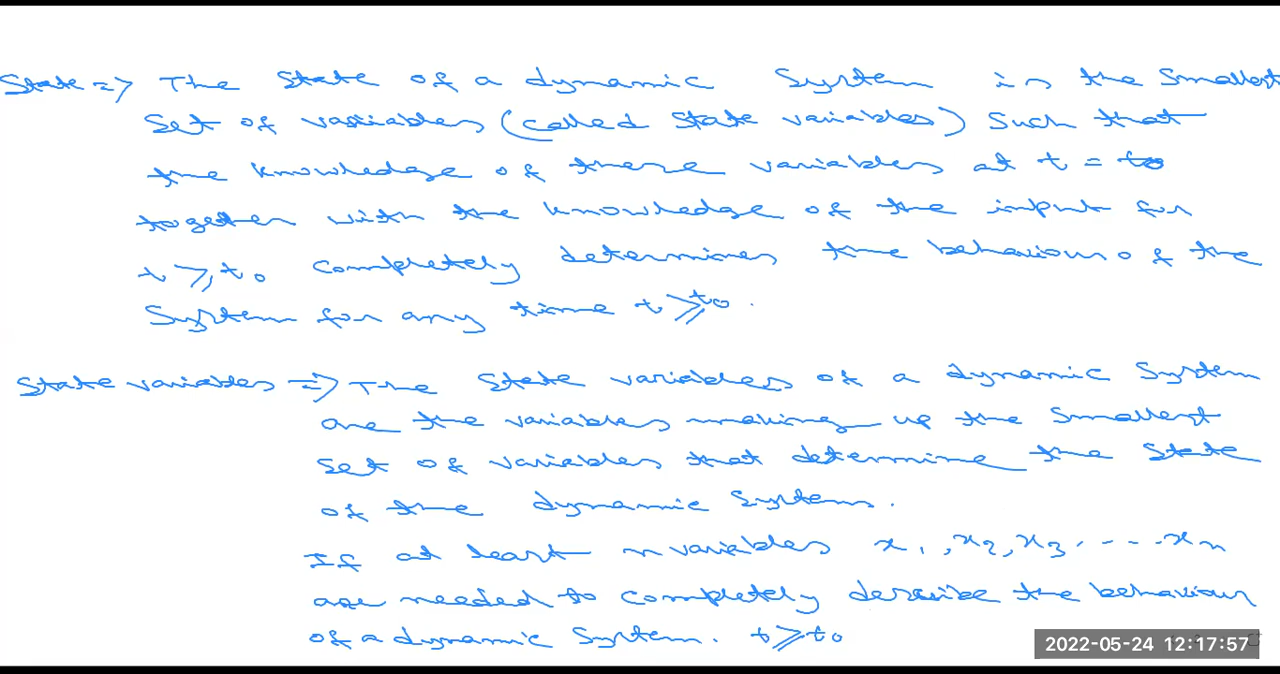 State => The state of a dynamic system is the smallest
set of variables (called state variables) such that
the knowledge of these variables at t = t0
together with the knowledge of the input for
t ≥ t0 completely determines the behaviour of the
system for any time t ≥ t0.
State variables => The state variables of a dynamic system
are the variables making up the smallest
set of variables that determine the state
of the dynamic system.
If at least n variables x1, x2, x3, ..... xn
are needed to completely describe the behaviour
of a dynamic system. t ≥ t0
2022-05-24 12:17:57